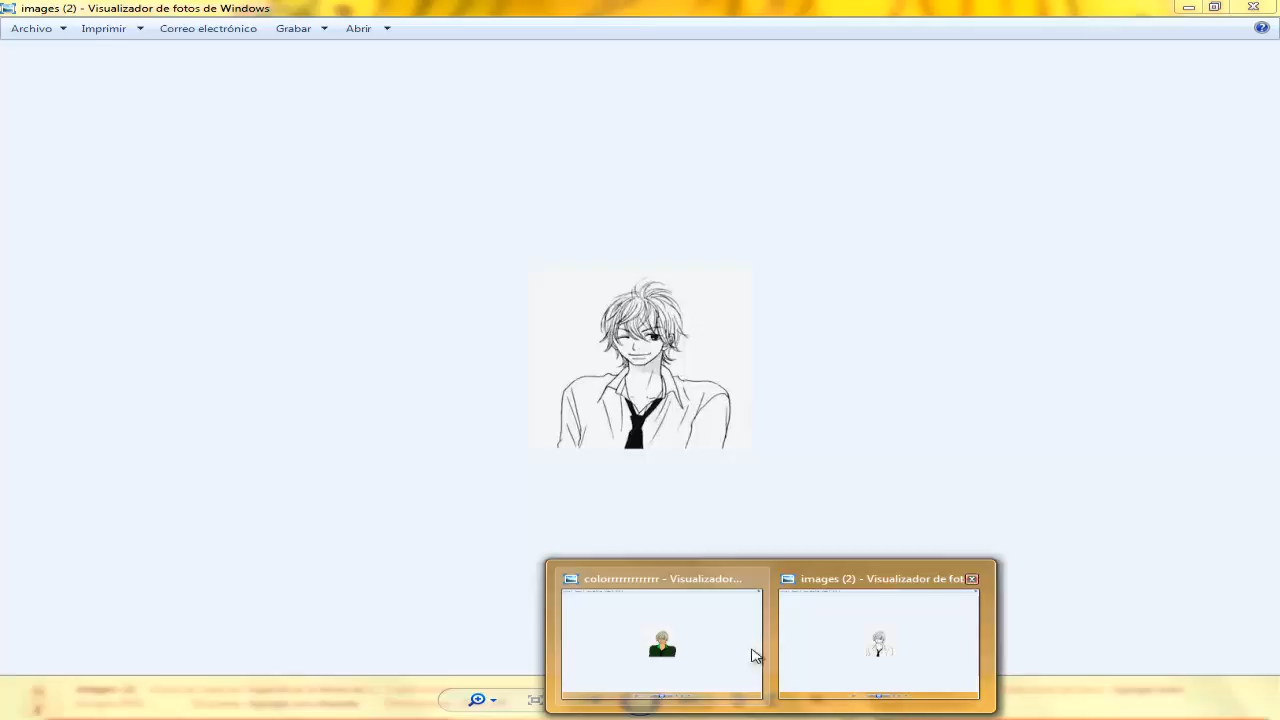 images (2) - Visualizador de fotos de Windows
Archivo Imprimir Correo electrónico Grabar Abrir
colorrrrrrrrrrrr - Visualizador... images (2) - Visualizador de fot